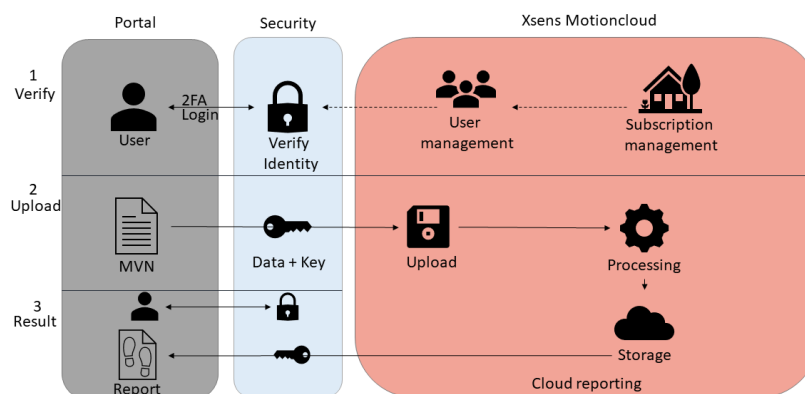 Portal
Security
Xsens Motioncloud
1
Verify
2FA
Login
User
Verify
Identity
User
management
Subscription
management
2
Upload
MVN
Data + Key
Upload
Processing
3
Result
Storage
Report
Cloud reporting